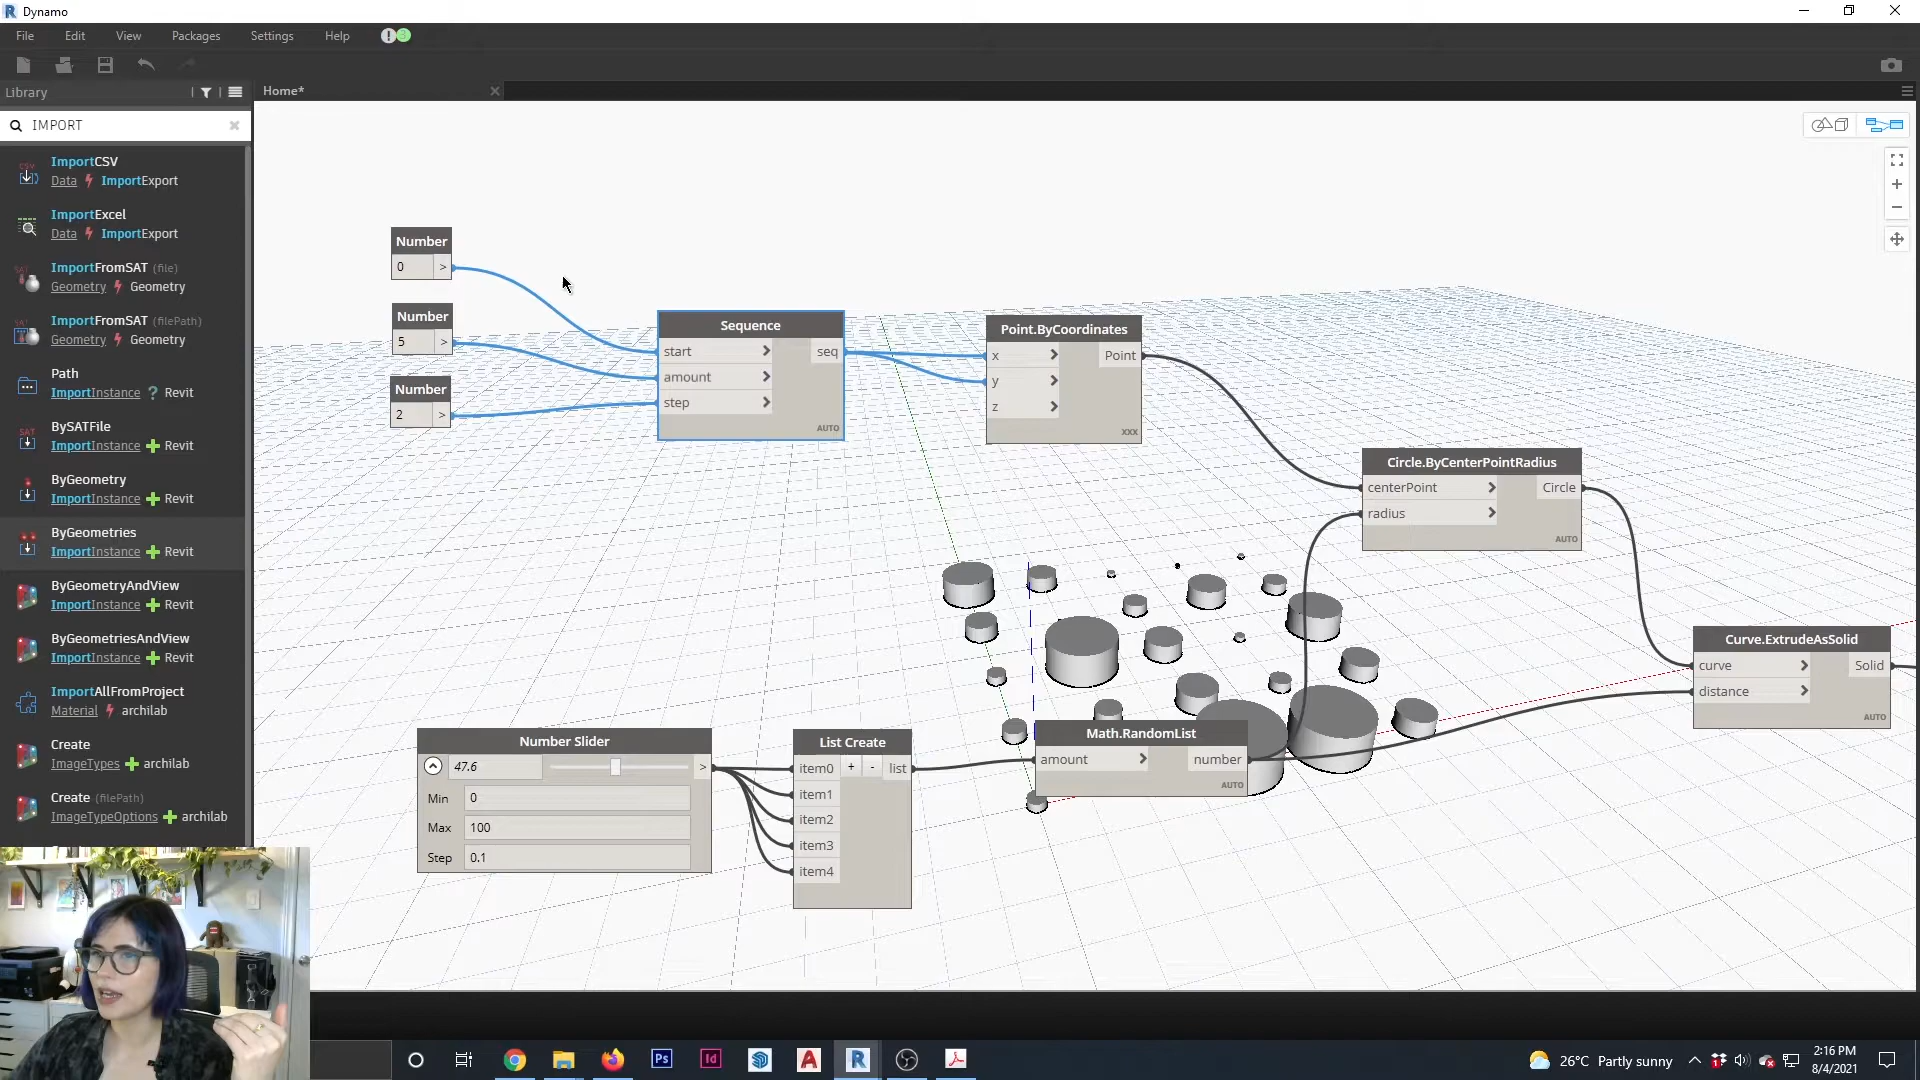 Dynamo
File Edit View Packages Settings Help
Library
Home*
IMPORT
ImportCSV
Data ImportExport
ImportExcel
Data ImportExport
ImportFromSAT (file)
Geometry Geometry
ImportFromSAT (filePath)
Geometry Geometry
Path
ImportInstance ? Revit
BySATFile
ImportInstance Revit
ByGeometry
ImportInstance Revit
ByGeometries
ImportInstance Revit
ByGeometryAndView
ImportInstance Revit
ByGeometriesAndView
ImportInstance Revit
ImportAllFromProject
Material archilab
Create
ImageTypes archilab
Create (filePath)
ImageTypeOptions archilab
Number
0 >
Number
5 >
Number
2 >
Sequence
start > seq
amount >
step >
AUTO
Point.ByCoordinates
x > Point
y >
z >
XXX
Circle.ByCenterPointRadius
centerPoint > Circle
radius >
AUTO
Curve.ExtrudeAsSolid
curve > Solid
distance >
AUTO
Number Slider
47.6 >
Min 0
Max 100
Step 0.1
List Create
item0 + - list
item1
item2
item3
item4
Math.RandomList
amount > number
AUTO
Ps Id A R
26°C Partly sunny
2:16 PM
8/4/2021